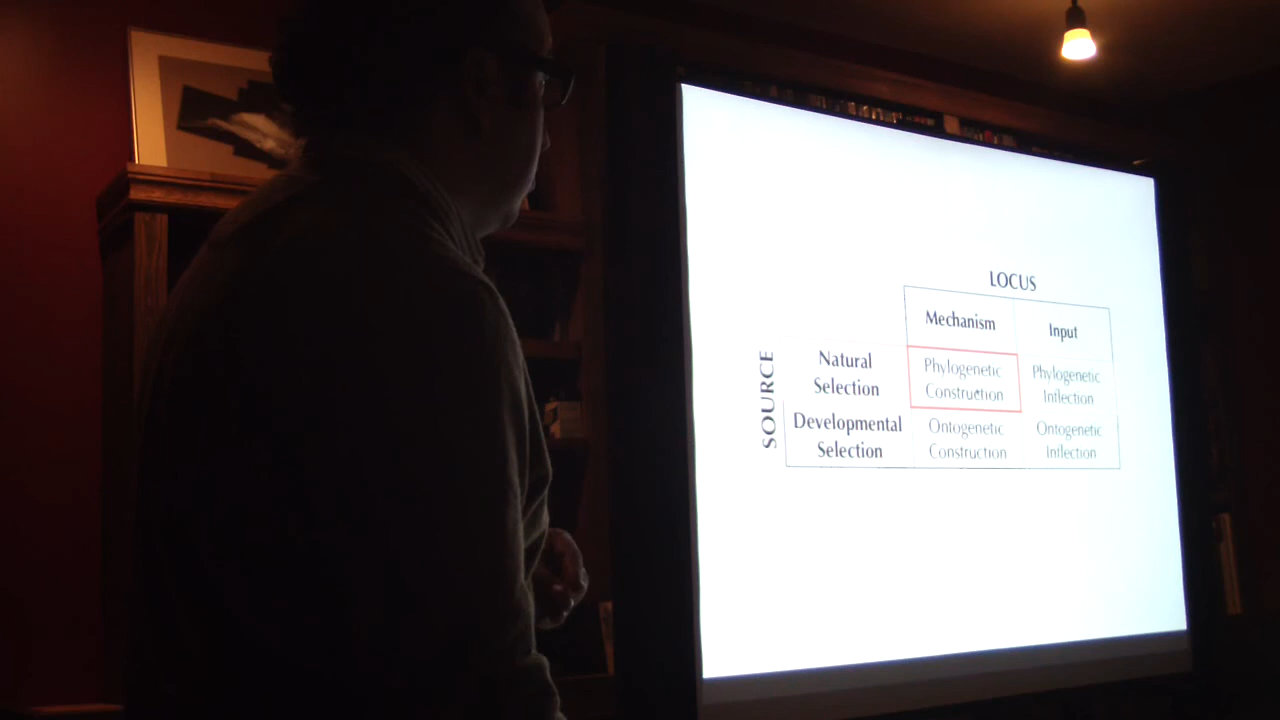 LOCUS
Mechanism Input
SOURCE
Natural Selection Phylogenetic Construction Phylogenetic Inflection
Developmental Selection Ontogenetic Construction Ontogenetic Inflection